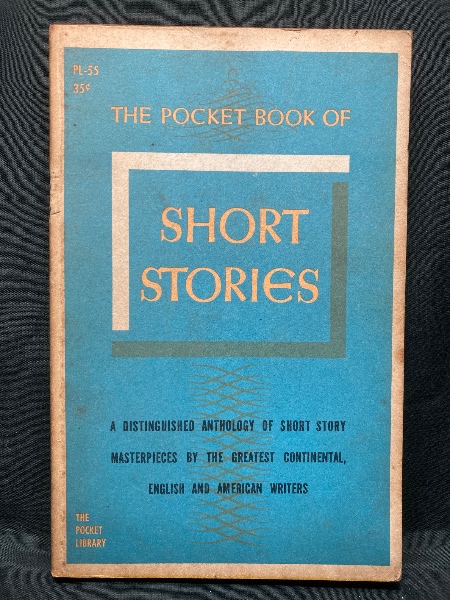 PL-55
35¢
THE POCKET BOOK OF
SHORT
STORIES
A DISTINGUISHED ANTHOLOGY OF SHORT STORY
MASTERPIECES BY THE GREATEST CONTINENTAL,
ENGLISH AND AMERICAN WRITERS
THE
POCKET
LIBRARY